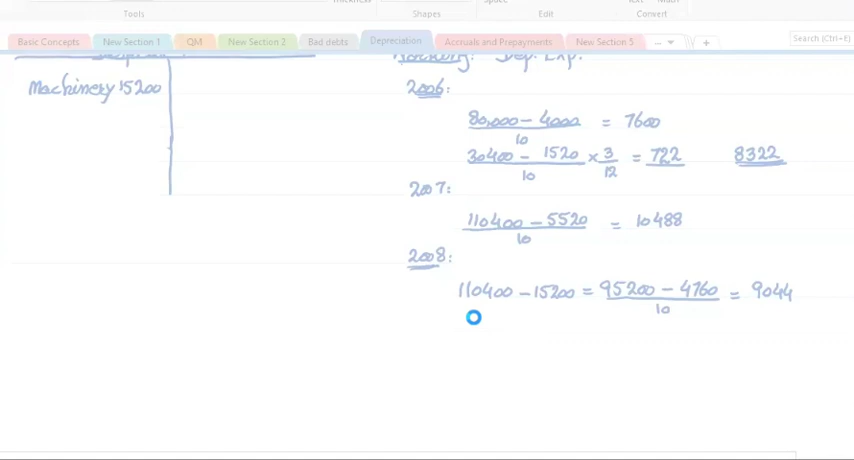 Tools Shapes Edit Convert
Basic Concepts New Section 1 QM New Section 2 Bad debts Depreciation Accruals and Prepayments New Section 5 ... + Search (Ctrl+E)
Dep. Exp.
Machinery 15200
2006:
80,000 - 4000 / 10 = 7600
30400 - 1520 / 10 × 3/12 = 722 8322
2007:
110400 - 5520 / 10 = 10488
2008:
110400 - 15200 = 95200 - 4760 / 10 = 9044